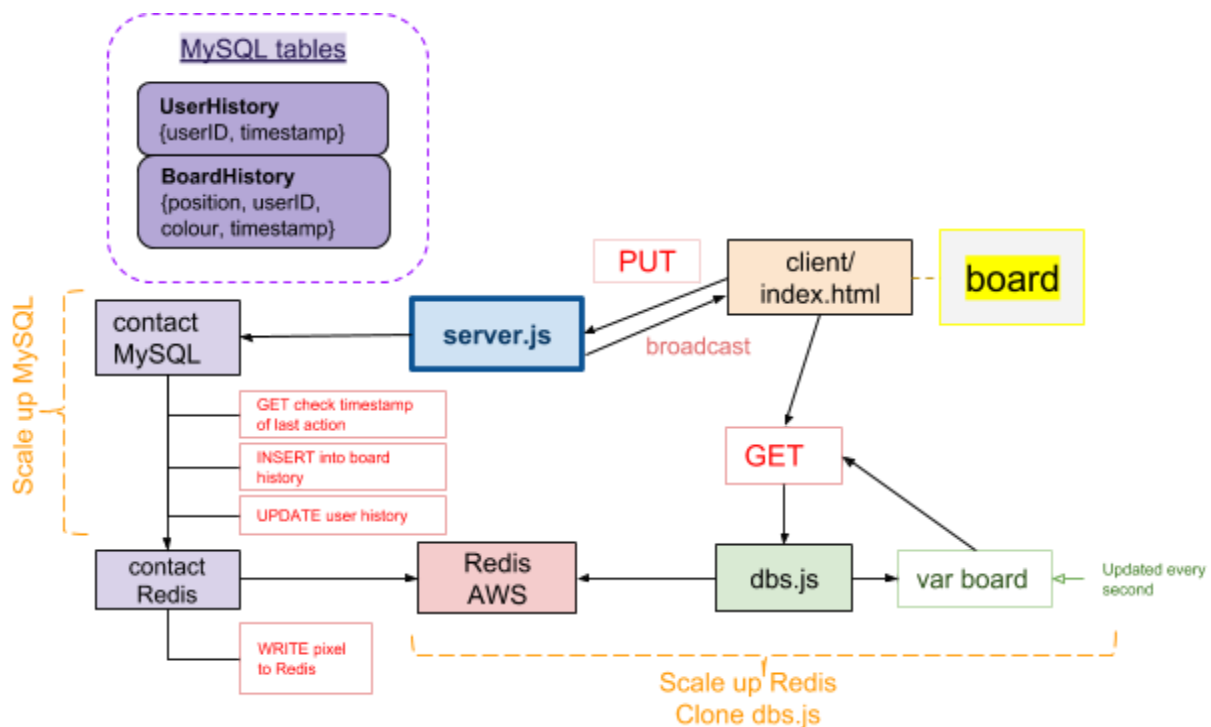 MySQL tables
UserHistory
{userID, timestamp}
BoardHistory
{position, userID,
colour, timestamp}
PUT
client/
index.html
board
Scale up MySQL
contact
MySQL
server.js
broadcast
GET check timestamp
of last action
INSERT into board
history
UPDATE user history
GET
contact
Redis
Redis
AWS
dbs.js
var board
Updated every
second
WRITE pixel
to Redis
Scale up Redis
Clone dbs.js